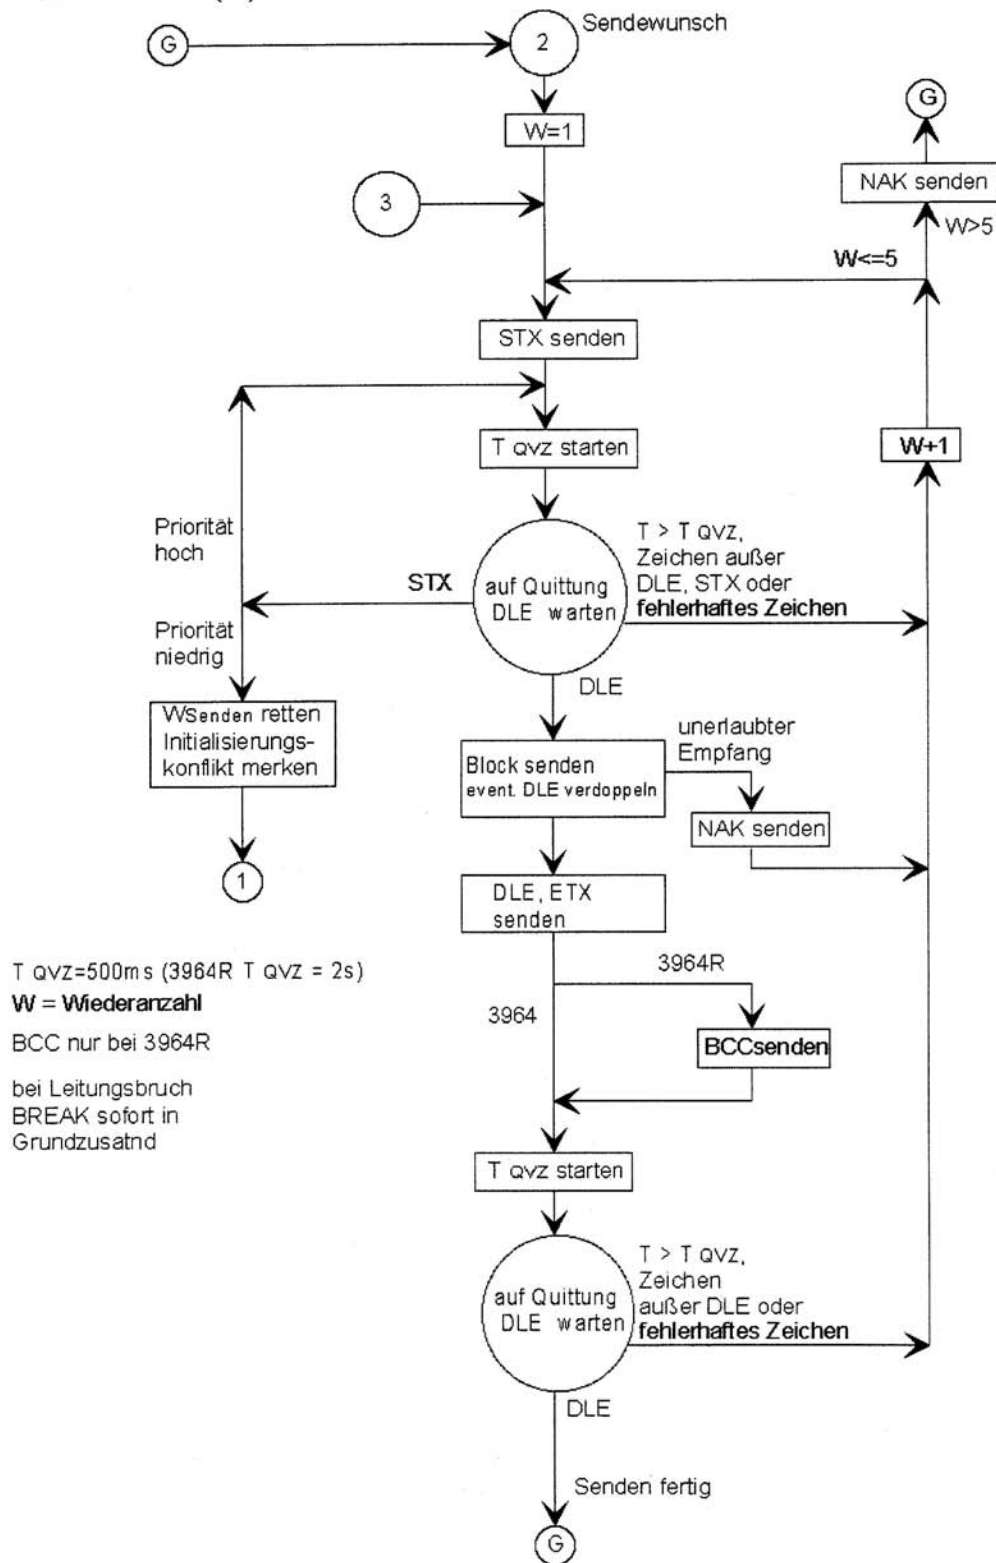 Sendewunsch
G
2
W=1
G
NAK senden
W>5
3
W<=5
STX senden
T QVZ starten
W+1
Priorität
hoch
STX
Priorität
niedrig
auf Quittung
DLE warten
T > T QVZ,
Zeichen außer
DLE, STX oder
fehlerhaftes Zeichen
DLE
WSenden retten
Initialisierungs-
konflikt merken
1
Block senden
event. DLE verdoppeln
unerlaubter
Empfang
NAK senden
DLE, ETX
senden
3964R
3964
BCCsenden
T QVZ=500ms (3964R T QVZ = 2s)
W = Wiederanzahl
BCC nur bei 3964R
bei Leitungsbruch
BREAK sofort in
Grundzusatnd
T QVZ starten
auf Quittung
DLE warten
T > T QVZ,
Zeichen
außer DLE oder
fehlerhaftes Zeichen
DLE
Senden fertig
G